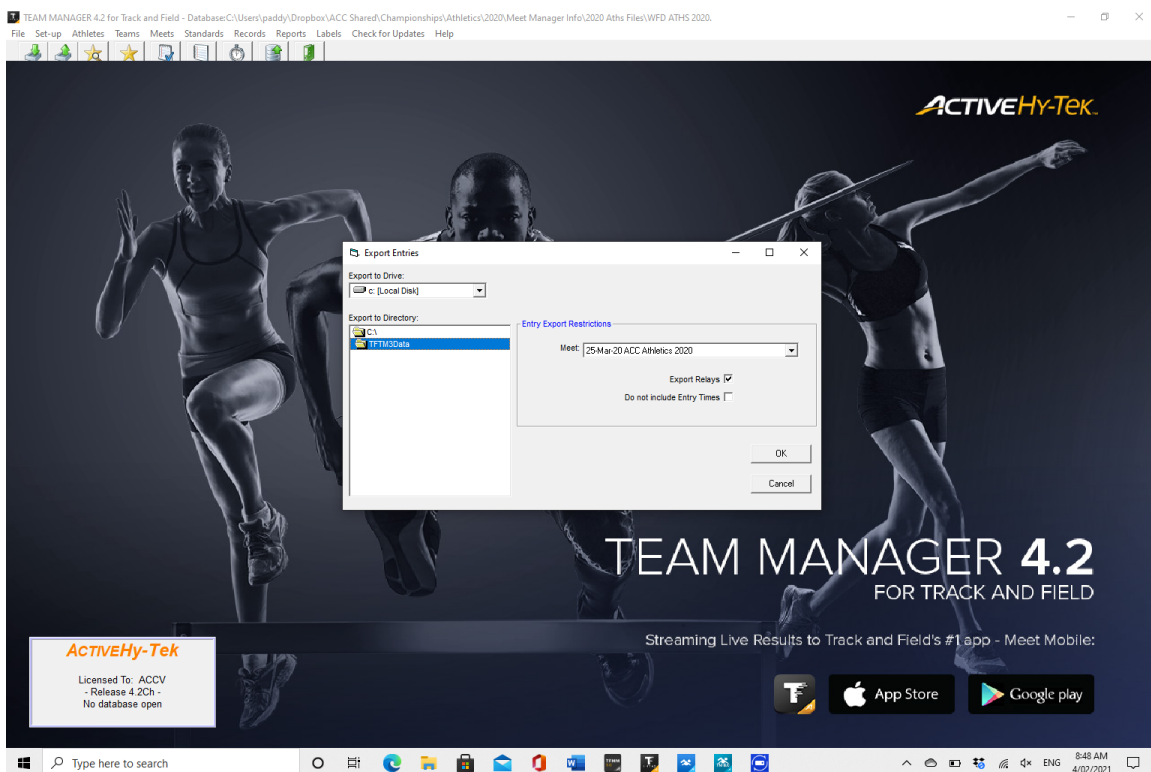 TEAM MANAGER 4.2 for Track and Field - Database:C:\Users\paddy\Dropbox\ACC Shared\Championships\Athletics\2020\Meet Manager Info\2020 Aths Files\WFD ATHS 2020.
File Set-up Athletes Teams Meets Standards Records Reports Labels Check for Updates Help
ACTIVEHy-Tek
Export Entries
Export to Drive:
c: [Local Disk]
Export to Directory:
C:\
TFTM3Data
Entry Export Restrictions
Meet: 25-Mar-20 ACC Athletics 2020
Export Relays
Do not include Entry Times
OK
Cancel
TEAM MANAGER 4.2
FOR TRACK AND FIELD
Streaming Live Results to Track and Field's #1 app - Meet Mobile:
App Store
Google play
ACTIVEHy-Tek
Licensed To: ACCV
- Release 4.2Ch -
No database open
Type here to search
ENG
8:48 AM
4/02/2021